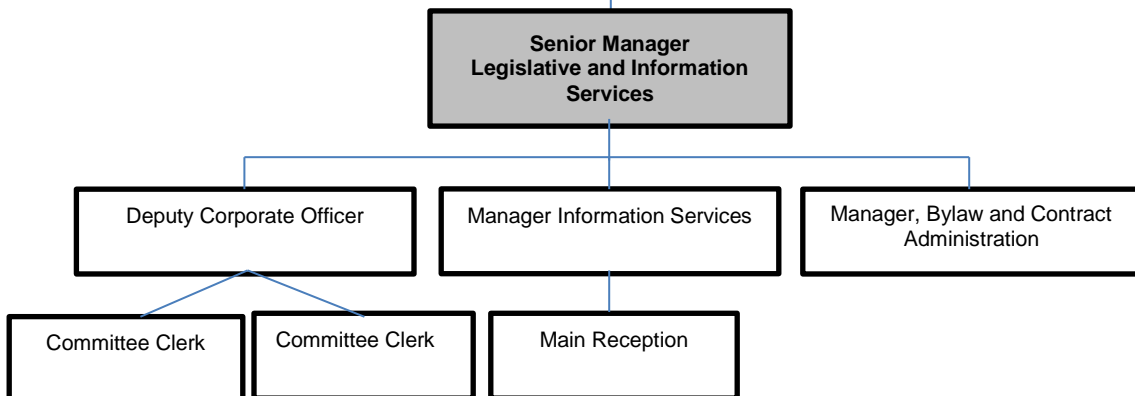 Senior Manager
Legislative and Information
Services
Deputy Corporate Officer
Manager Information Services
Manager, Bylaw and Contract
Administration
Committee Clerk
Committee Clerk
Main Reception